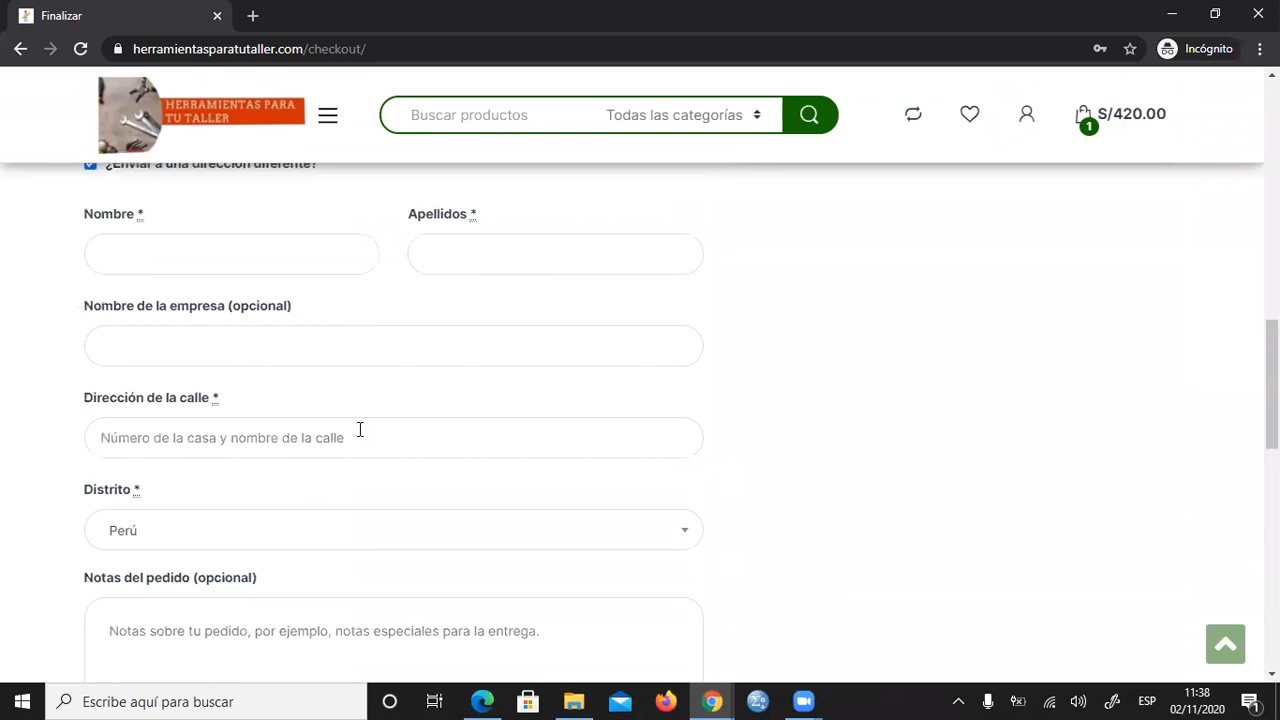 Finalizar
herramientasparatutaller.com/checkout/
Incógnito
HERRAMIENTAS PARA
TU TALLER
Buscar productos
Todas las categorías
S/420.00
1
¿Enviar a una dirección diferente?
Nombre *
Apellidos *
Nombre de la empresa (opcional)
Dirección de la calle *
Número de la casa y nombre de la calle
Distrito *
Perú
Notas del pedido (opcional)
Notas sobre tu pedido, por ejemplo, notas especiales para la entrega.
Escribe aquí para buscar
ESP
11:38
02/11/2020
1